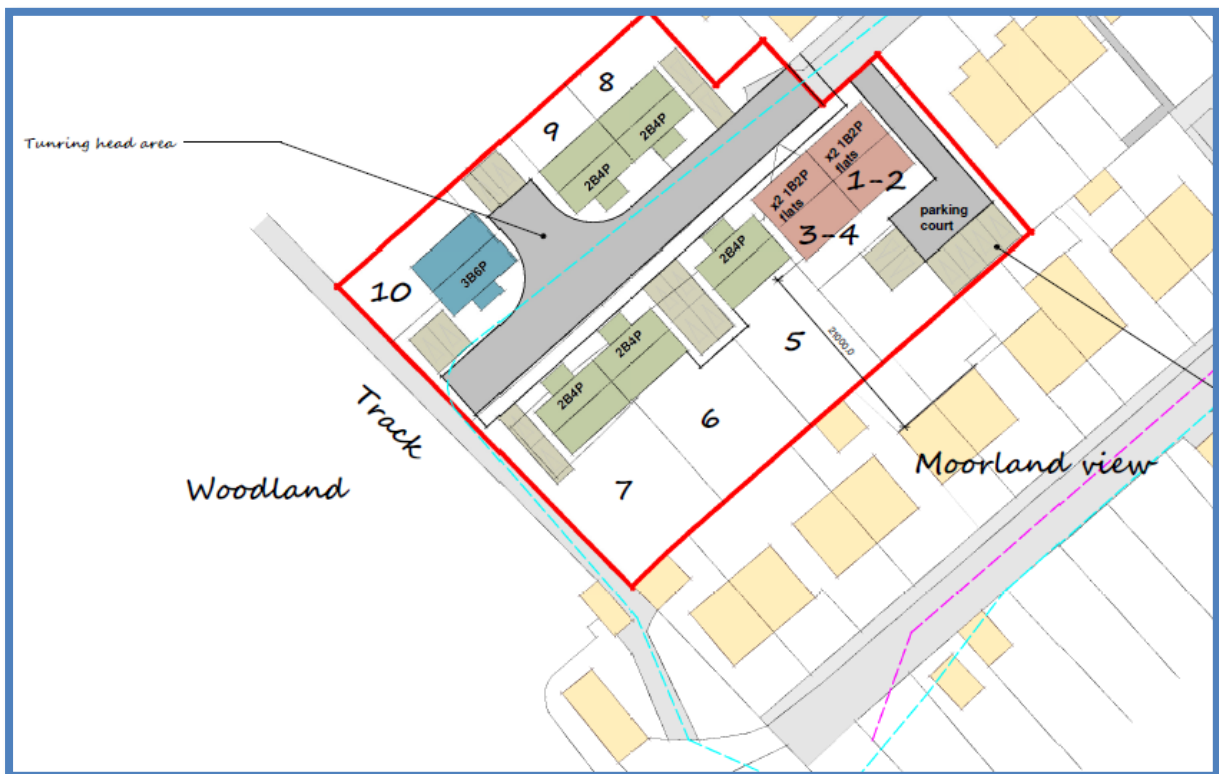 8
Tunring head area
9
2B4P
2B4P
x2 1B2P
flats
1-2
x2 1B2P
flats
3-4
parking
court
2B4P
10
3B6P
5
21000.0
2B4P
2B4P
6
Track
Woodland
7
Moorland view